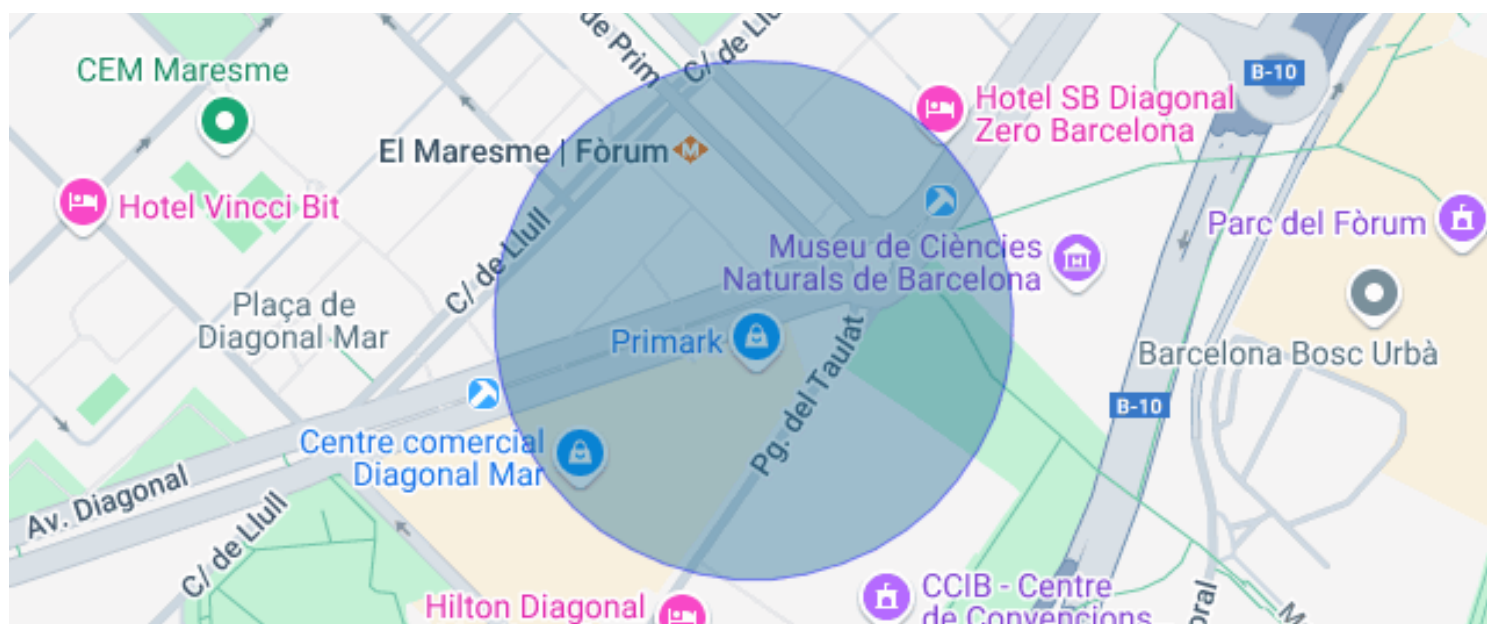 de Prim
C/ de Llu
CEM Maresme
B-10
Hotel SB Diagonal
Zero Barcelona
El Maresme | Fòrum
M
Hotel Vincci Bit
Parc del Fòrum
C/ de Llull
Museu de Ciències
Naturals de Barcelona
Plaça de
Diagonal Mar
Primark
Barcelona Bosc Urbà
Pg. del Taulat
B-10
Centre comercial
Diagonal Mar
Av. Diagonal
C/ de Llull
Hilton Diagonal
CCIB - Centre
de Convencions
oral